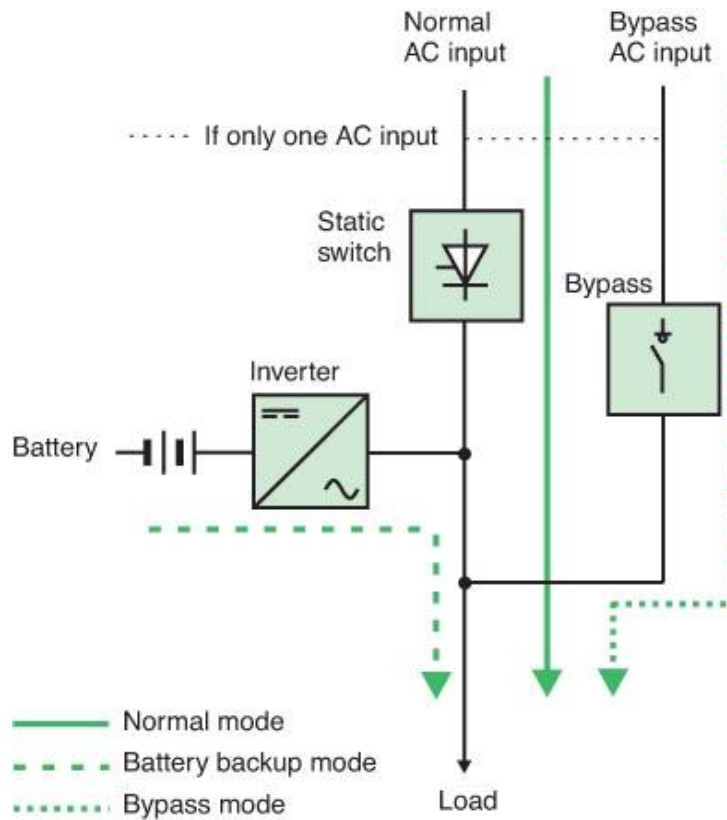 Normal
AC input
Bypass
AC input
If only one AC input
Static
switch
Bypass
Inverter
Battery
Normal mode
Battery backup mode
Bypass mode
Load